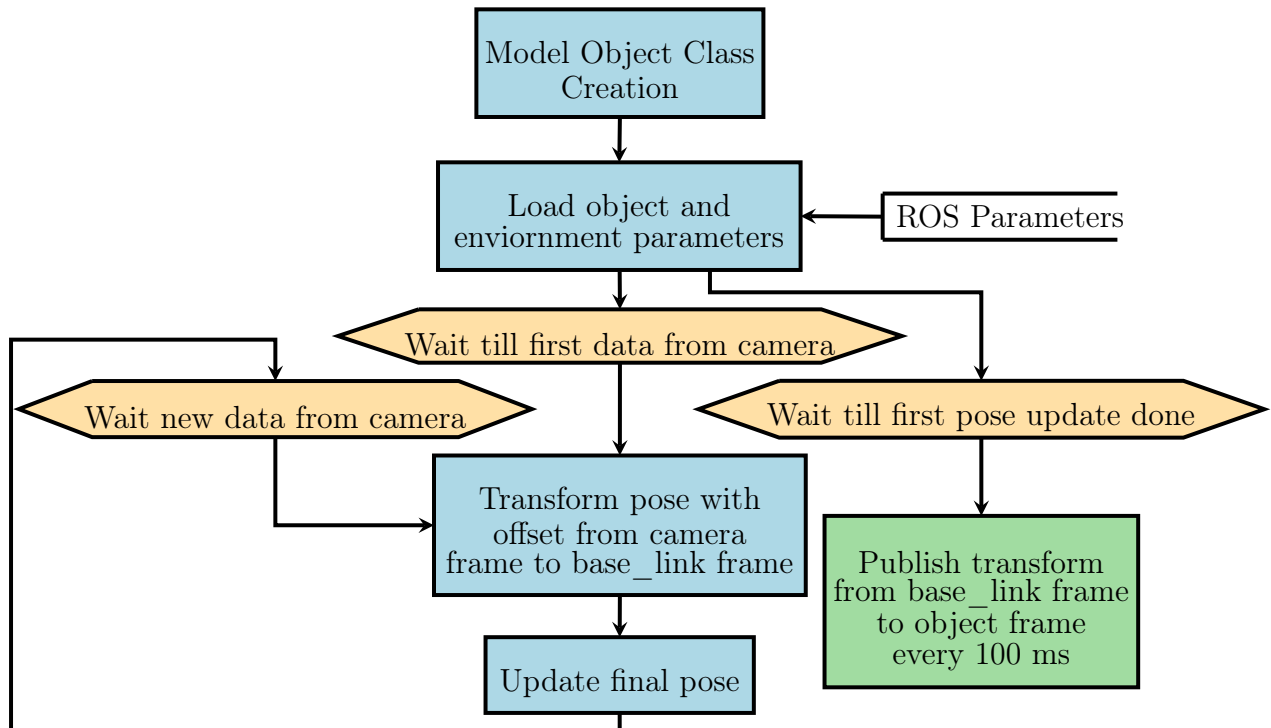 Model Object Class
Creation
Load object and
enviornment parameters
ROS Parameters
Wait till first data from camera
Wait new data from camera
Wait till first pose update done
Transform pose with
offset from camera
frame to base_link frame
Publish transform
from base_link frame
to object frame
every 100 ms
Update final pose